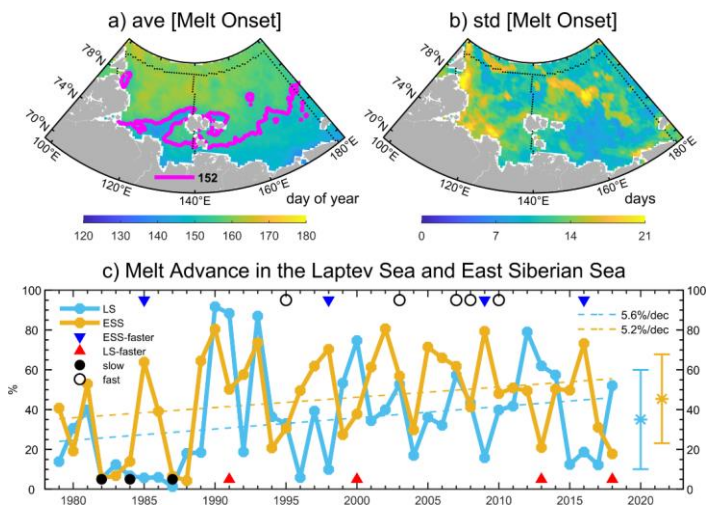 a) ave [Melt Onset]
b) std [Melt Onset]
78°N
74°N
70°N
100°E
120°E
140°E
160°E
180°E
152
day of year
120 130 140 150 160 170 180
78°N
74°N
70°N
100°E
120°E
140°E
160°E
180°E
days
0 7 14 21
c) Melt Advance in the Laptev Sea and East Siberian Sea
100
80
60
40
20
0
%
LS
ESS
ESS-faster
LS-faster
slow
fast
5.6%/dec
5.2%/dec
100
80
60
40
20
0
1980 1985 1990 1995 2000 2005 2010 2015 2020